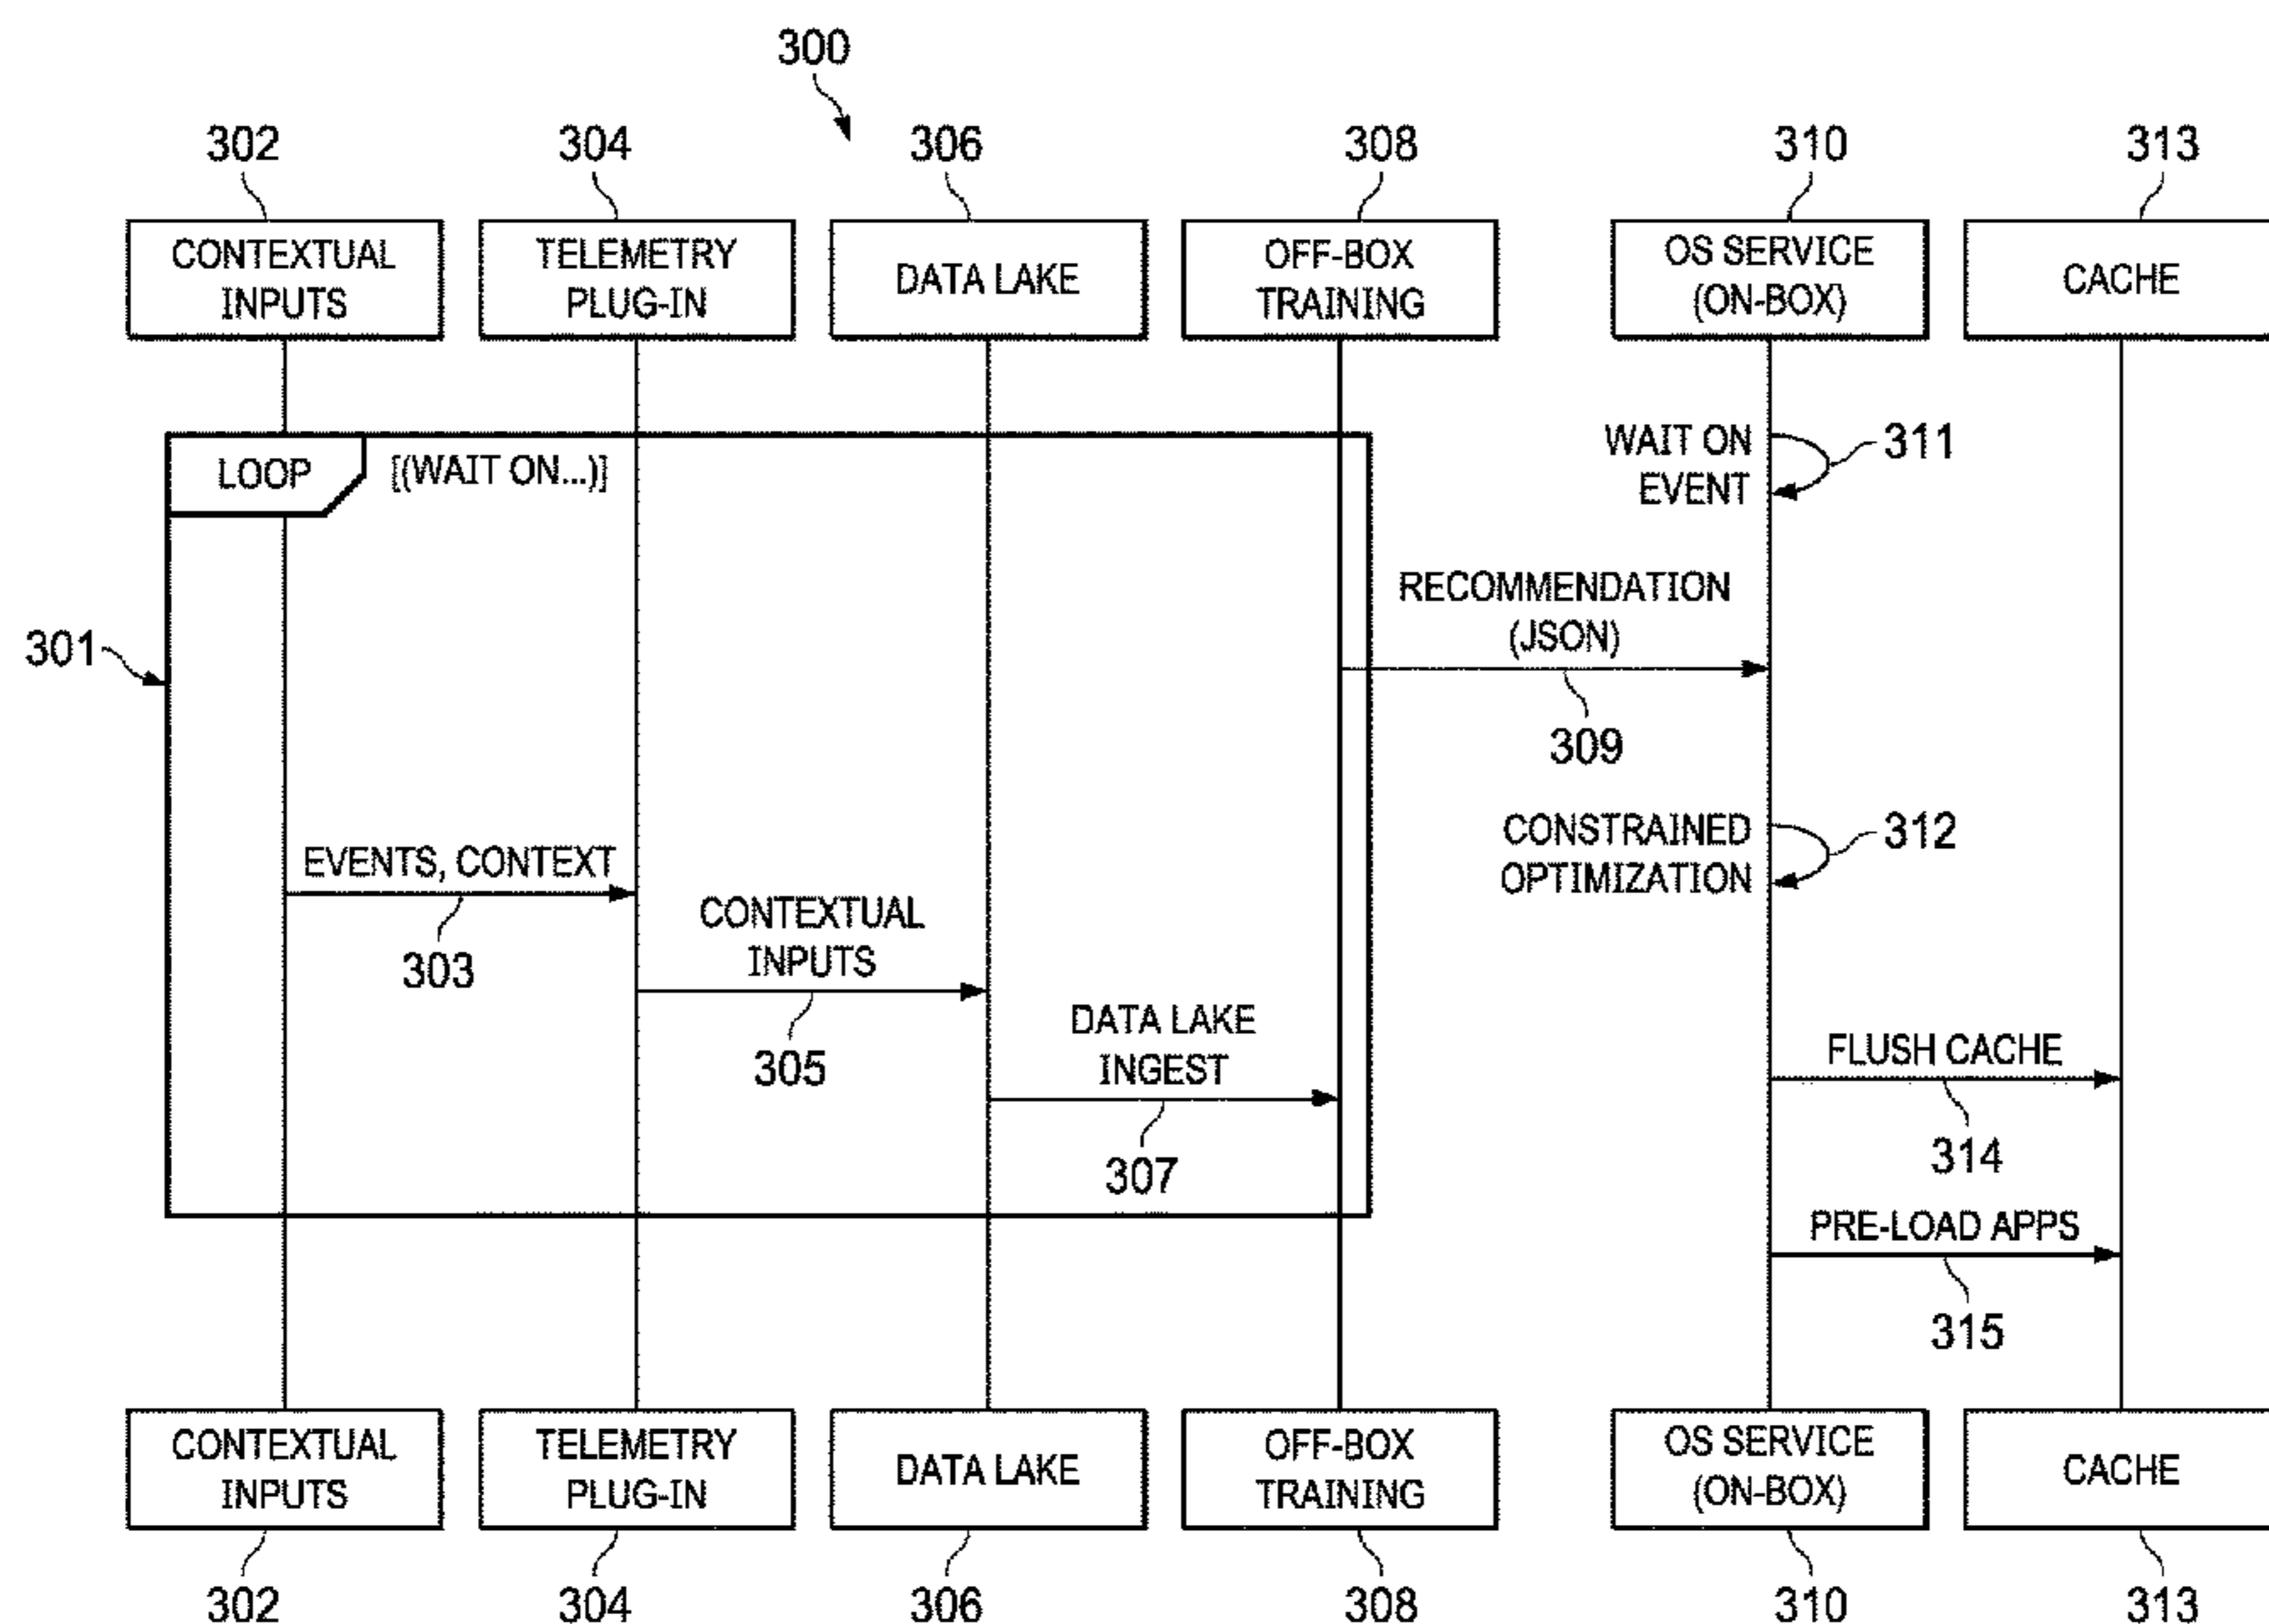 300
302
304
306
308
310
313
CONTEXTUAL
INPUTS
TELEMETRY
PLUG-IN
DATA LAKE
OFF-BOX
TRAINING
OS SERVICE
(ON-BOX)
CACHE
LOOP
[(WAIT ON...)]
WAIT ON
EVENT
311
301
RECOMMENDATION
(JSON)
309
CONSTRAINED
OPTIMIZATION
312
EVENTS, CONTEXT
303
CONTEXTUAL
INPUTS
305
DATA LAKE
INGEST
307
FLUSH CACHE
314
PRE-LOAD APPS
315
CONTEXTUAL
INPUTS
TELEMETRY
PLUG-IN
DATA LAKE
OFF-BOX
TRAINING
OS SERVICE
(ON-BOX)
CACHE
302
304
306
308
310
313